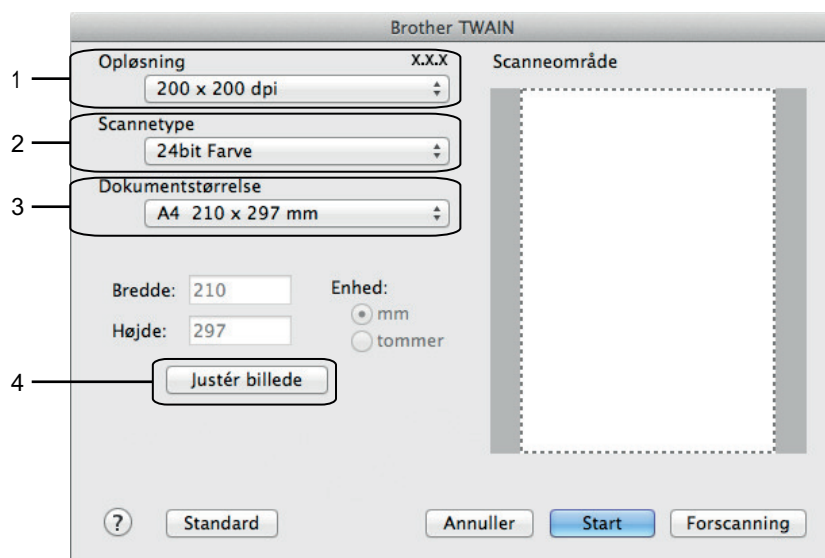 Brother TWAIN
1
Opløsning X.X.X
200 x 200 dpi
2
Scannetype
24bit Farve
3
Dokumentstørrelse
A4 210 x 297 mm
Bredde: 210
Højde: 297
Enhed:
mm
tommer
4
Justér billede
Scanneområde
? Standard Annuller Start Forscanning